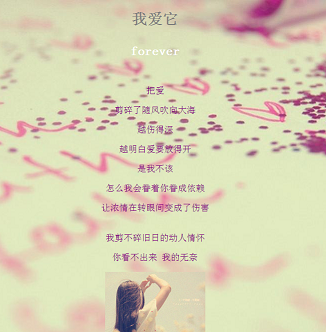 我爱它
forever
把爱
剪碎了随风吹向大海
越伤得深
越明白爱要放得开
是我不该
怎么我会眷着你眷成依赖
让浓情在转眼间变成了伤害
我剪不碎旧日的动人情怀
你看不出来 我的无奈